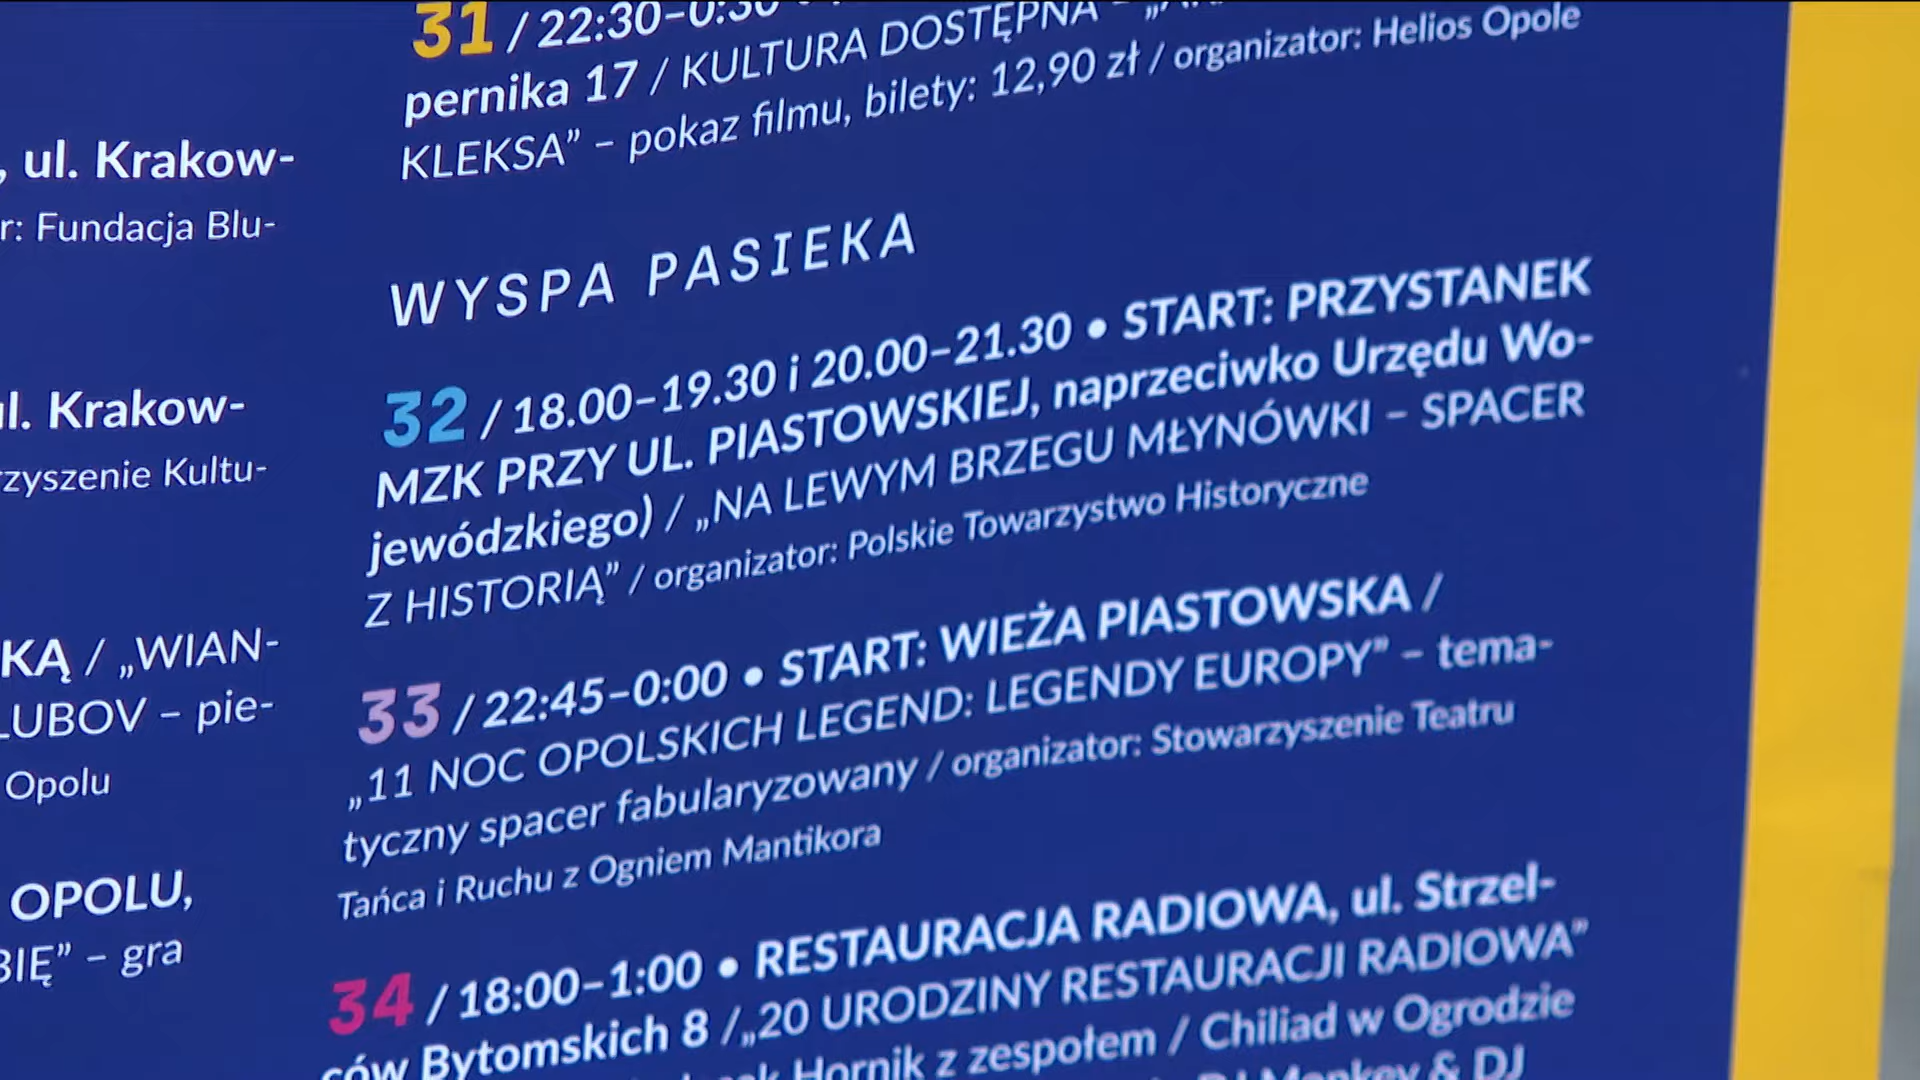 , ul. Krakow-
r: Fundacja Blu-
ul. Krakow-
rzyszenie Kultu-
KĄ / „WIAN-
LUBOV – pie-
Opolu
OPOLU,
BIĘ” – gra
31 / 22:30–0:30
pernika 17 / KULTURA DOSTĘPNA –
KLEKSA” – pokaz filmu, bilety: 12,90 zł / organizator: Helios Opole
WYSPA PASIEKA
32 / 18.00–19.30 i 20.00–21.30 • START: PRZYSTANEK
MZK PRZY UL. PIASTOWSKIEJ, naprzeciwko Urzędu Wo-
jewódzkiego) / „NA LEWYM BRZEGU MŁYNÓWKI – SPACER
Z HISTORIĄ” / organizator: Polskie Towarzystwo Historyczne
33 / 22:45–0:00 • START: WIEŻA PIASTOWSKA /
„11 NOC OPOLSKICH LEGEND: LEGENDY EUROPY” – tema-
tyczny spacer fabularyzowany / organizator: Stowarzyszenie Teatru
Tańca i Ruchu z Ogniem Mantikora
34 / 18:00–1:00 • RESTAURACJA RADIOWA, ul. Strzel-
ców Bytomskich 8 /„20 URODZINY RESTAURACJI RADIOWA”
Hornik z zespołem / Chiliad w Ogrodzie
DJ Monkey & DJ